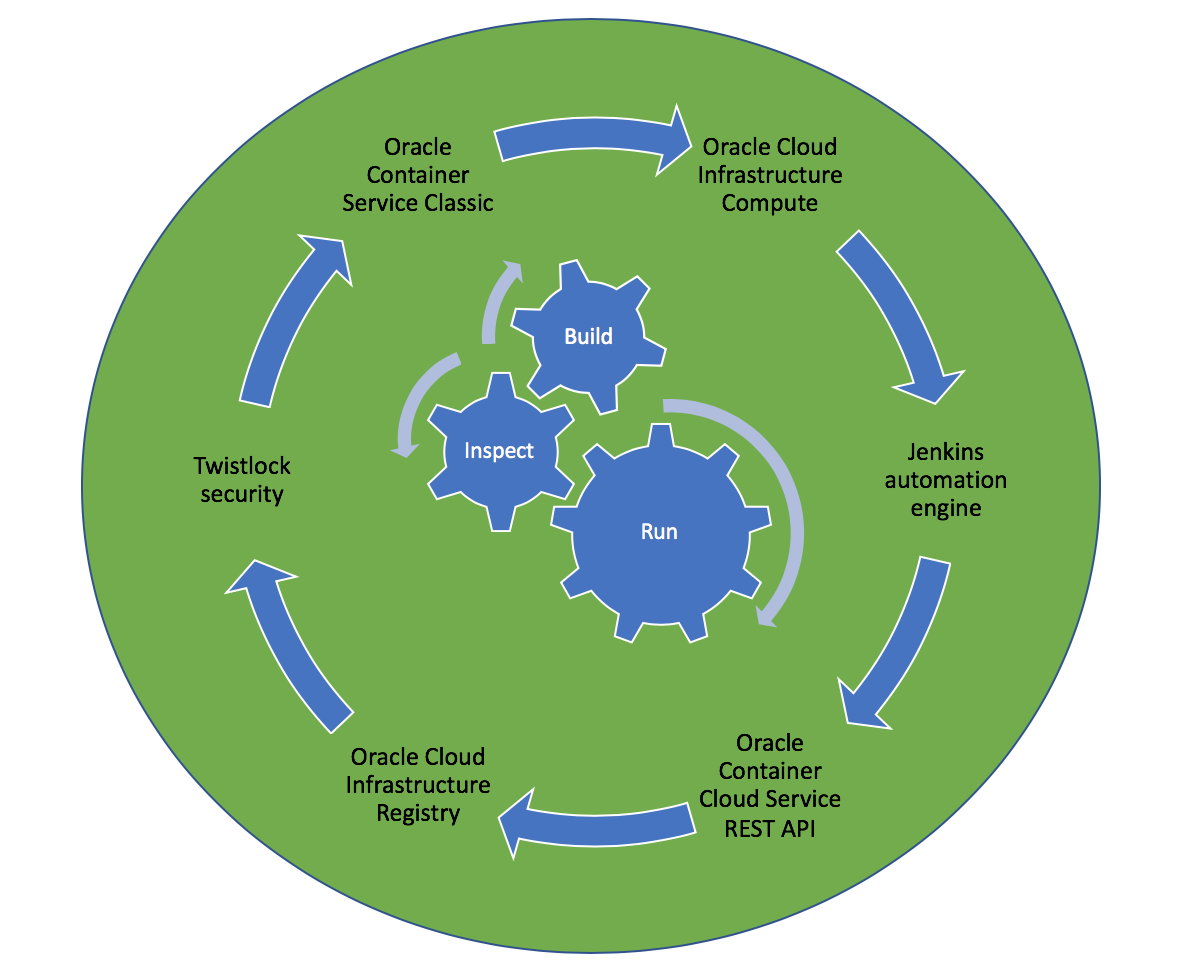 Oracle
Container
Service Classic
Oracle Cloud
Infrastructure
Compute
Build
Inspect
Run
Twistlock
security
Jenkins
automation
engine
Oracle Cloud
Infrastructure
Registry
Oracle
Container
Cloud Service
REST API